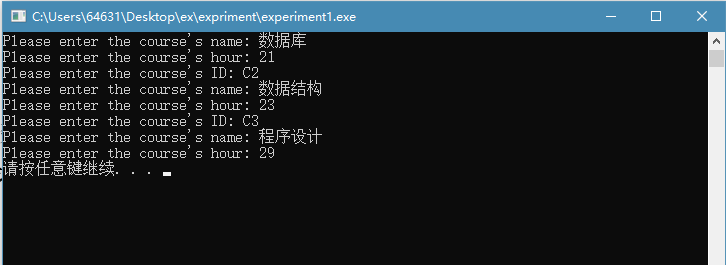 C:\Users\64631\Desktop\ex\expriment\experiment1.exe
Please enter the course's name: 数据库
Please enter the course's hour: 21
Please enter the course's ID: C2
Please enter the course's name: 数据结构
Please enter the course's hour: 23
Please enter the course's ID: C3
Please enter the course's name: 程序设计
Please enter the course's hour: 29
请按任意键继续. . .